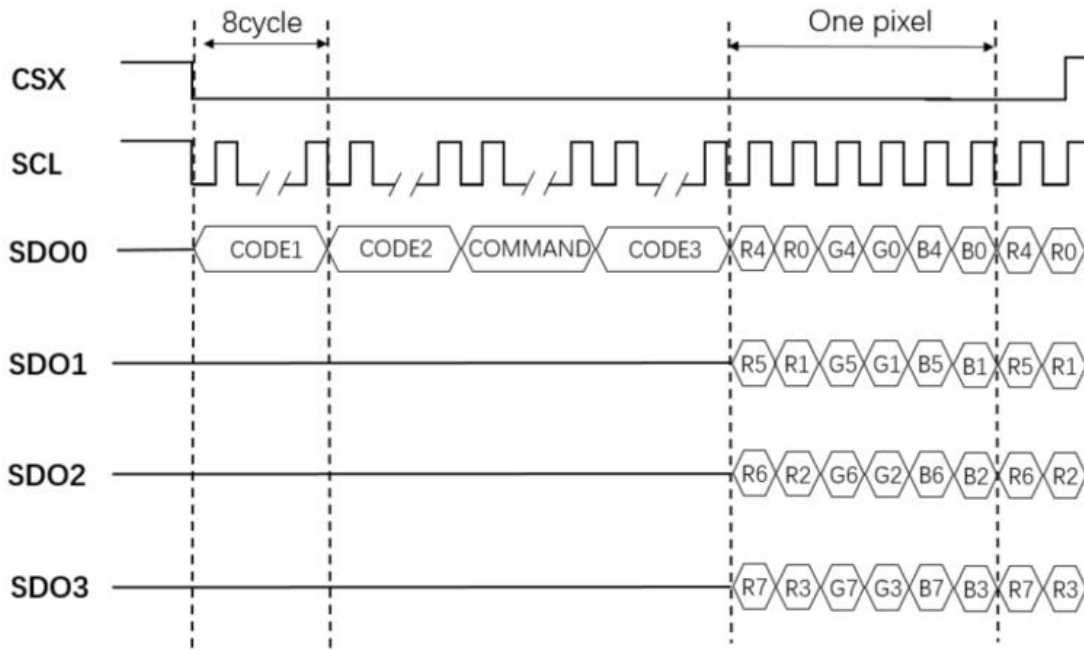 8cycle One pixel
CSX
SCL
SDO0 CODE1 CODE2 COMMAND CODE3 R4 R0 G4 G0 B4 B0 R4 R0
SDO1 R5 R1 G5 G1 B5 B1 R5 R1
SDO2 R6 R2 G6 G2 B6 B2 R6 R2
SDO3 R7 R3 G7 G3 B7 B3 R7 R3